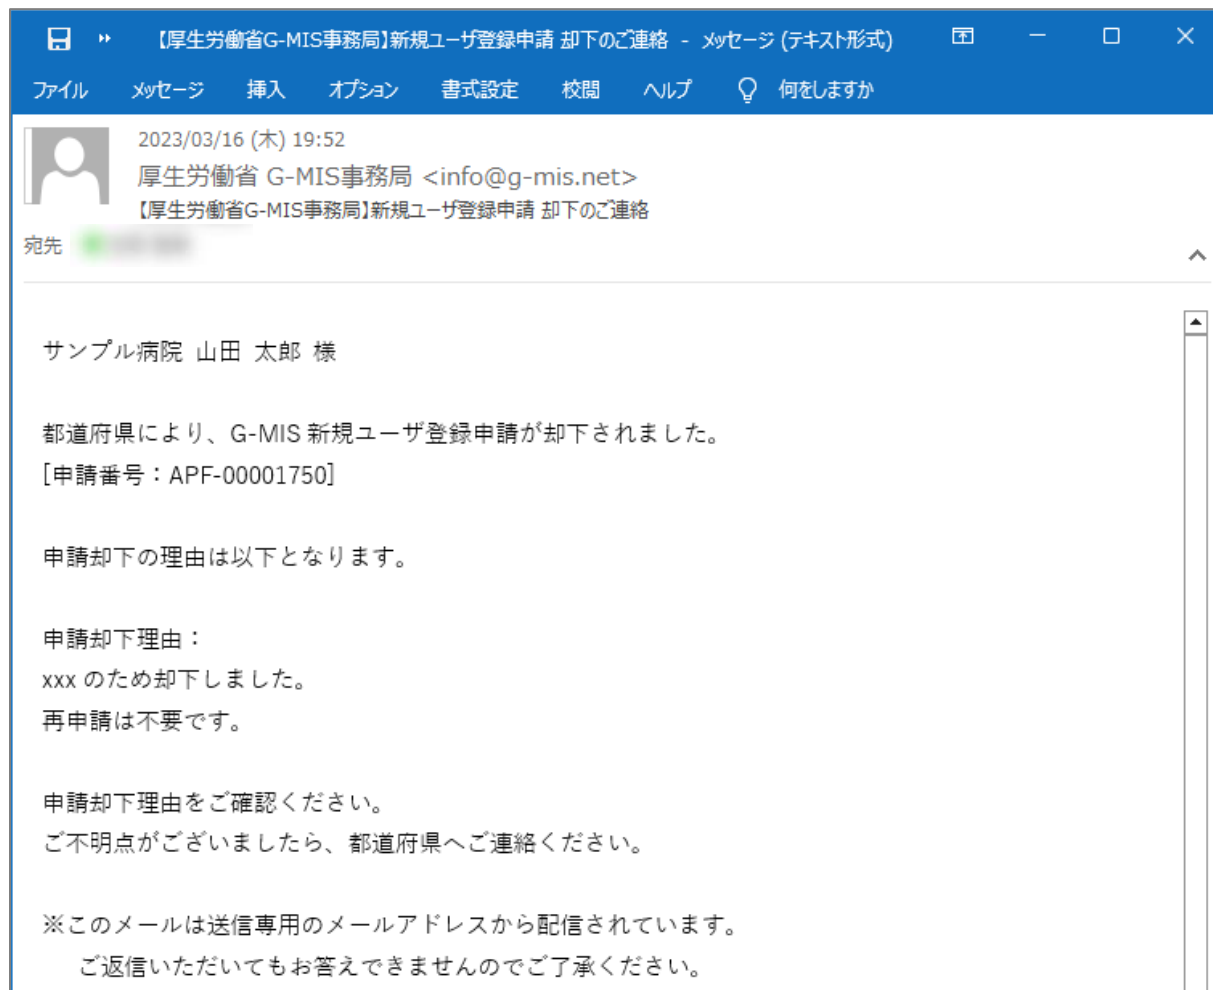 【厚生労働省G-MIS事務局】新規ユーザ登録申請 却下のご連絡 - メッセージ (テキスト形式)
ファイル メッセージ 挿入 オプション 書式設定 校閲 ヘルプ 何をしますか
2023/03/16 (木) 19:52
厚生労働省 G-MIS事務局 <info@g-mis.net>
【厚生労働省G-MIS事務局】新規ユーザ登録申請 却下のご連絡
宛先
サンプル病院 山田 太郎 様
都道府県により、G-MIS 新規ユーザ登録申請が却下されました。
[申請番号：APF-00001750]
申請却下の理由は以下となります。
申請却下理由：
xxx のため却下しました。
再申請は不要です。
申請却下理由をご確認ください。
ご不明点がございましたら、都道府県へご連絡ください。
※このメールは送信専用のメールアドレスから配信されています。
ご返信いただいてもお答えできませんのでご了承ください。